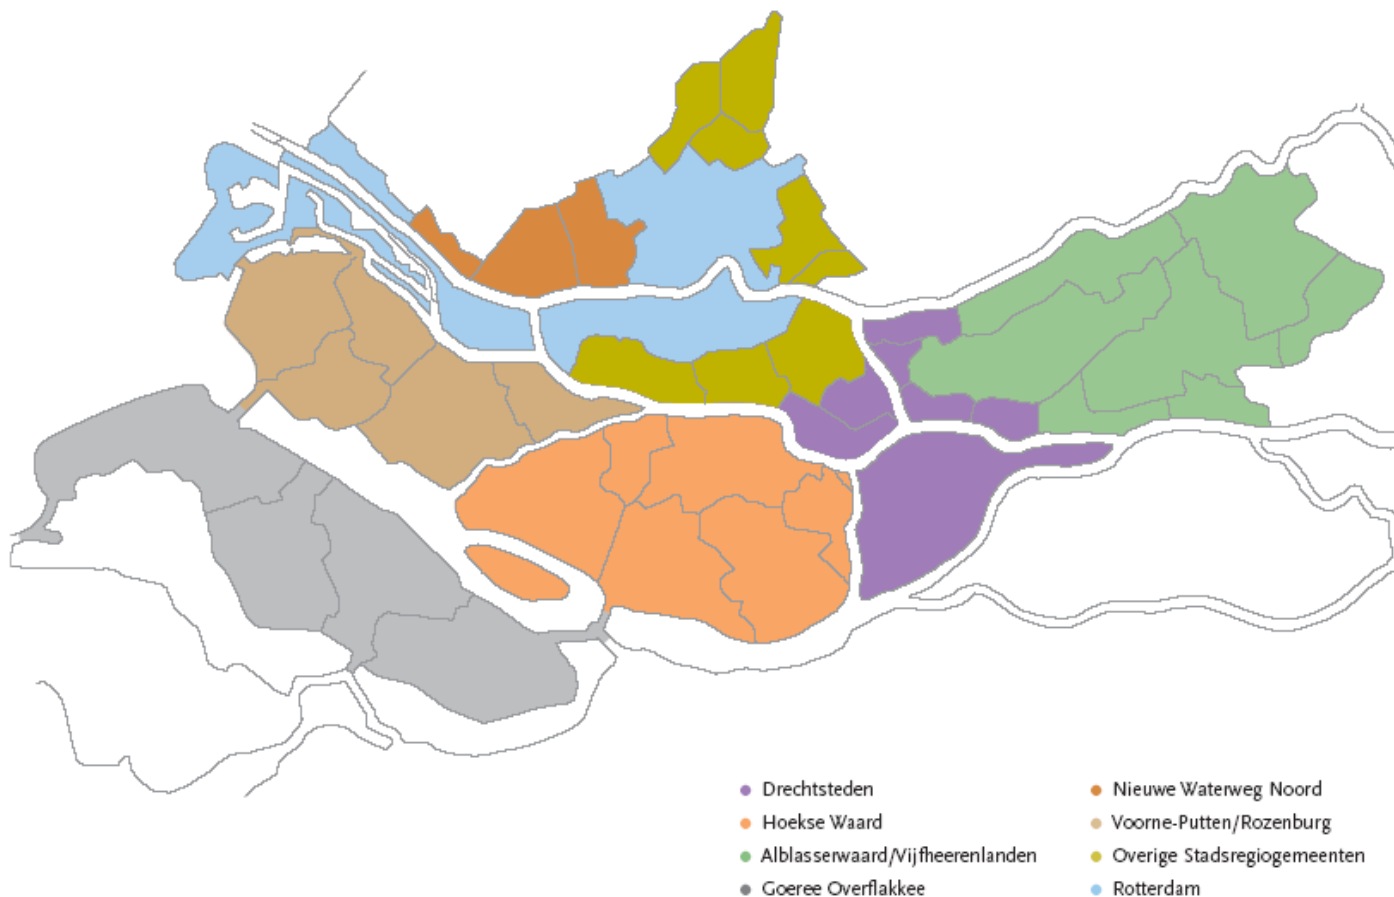 Drechtsteden
Hoekse Waard
Alblasserwaard/Vijfheerenlanden
Goeree Overflakkee
Nieuwe Waterweg Noord
Voorne-Putten/Rozenburg
Overige Stadsregiogemeenten
Rotterdam